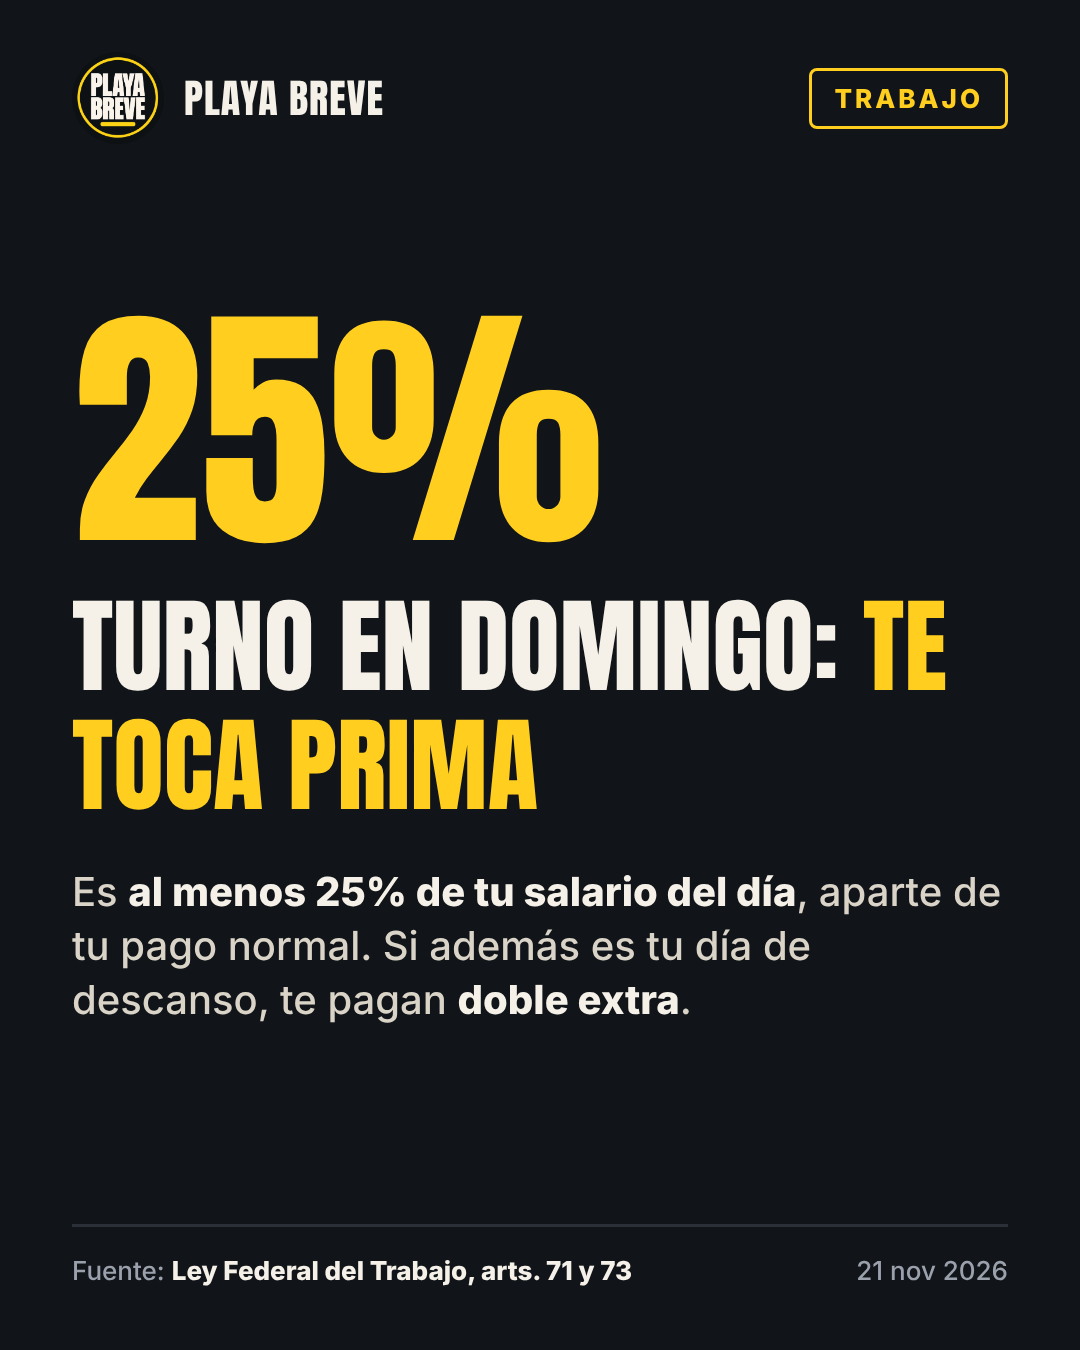 PLAYA
BREVE
PLAYA BREVE
TRABAJO
25%
TURNO EN DOMINGO: TE
TOCA PRIMA
Es al menos 25% de tu salario del día, aparte de
tu pago normal. Si además es tu día de
descanso, te pagan doble extra.
Fuente: Ley Federal del Trabajo, arts. 71 y 73
21 nov 2026